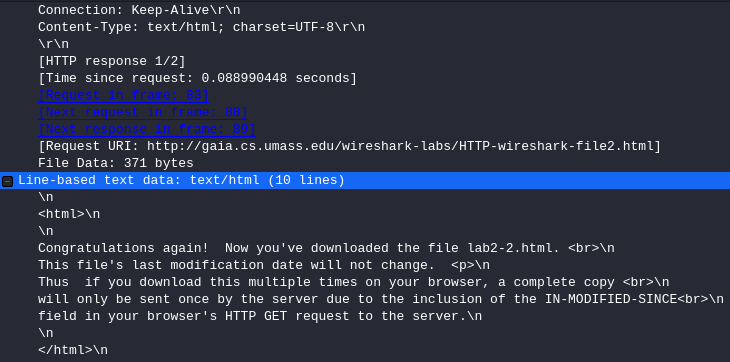 Connection: Keep-Alive\r\n
Content-Type: text/html; charset=UTF-8\r\n
\r\n
[HTTP response 1/2]
[Time since request: 0.088990448 seconds]
[Request in frame: 83]
[Next request in frame: 88]
[Next response in frame: 89]
[Request URI: http://gaia.cs.umass.edu/wireshark-labs/HTTP-wireshark-file2.html]
File Data: 371 bytes
Line-based text data: text/html (10 lines)
\n
<html>\n
\n
Congratulations again!  Now you've downloaded the file lab2-2.html. <br>\n
This file's last modification date will not change.  <p>\n
Thus  if you download this multiple times on your browser, a complete copy <br>\n
will only be sent once by the server due to the inclusion of the IN-MODIFIED-SINCE<br>\n
field in your browser's HTTP GET request to the server.\n
\n
</html>\n